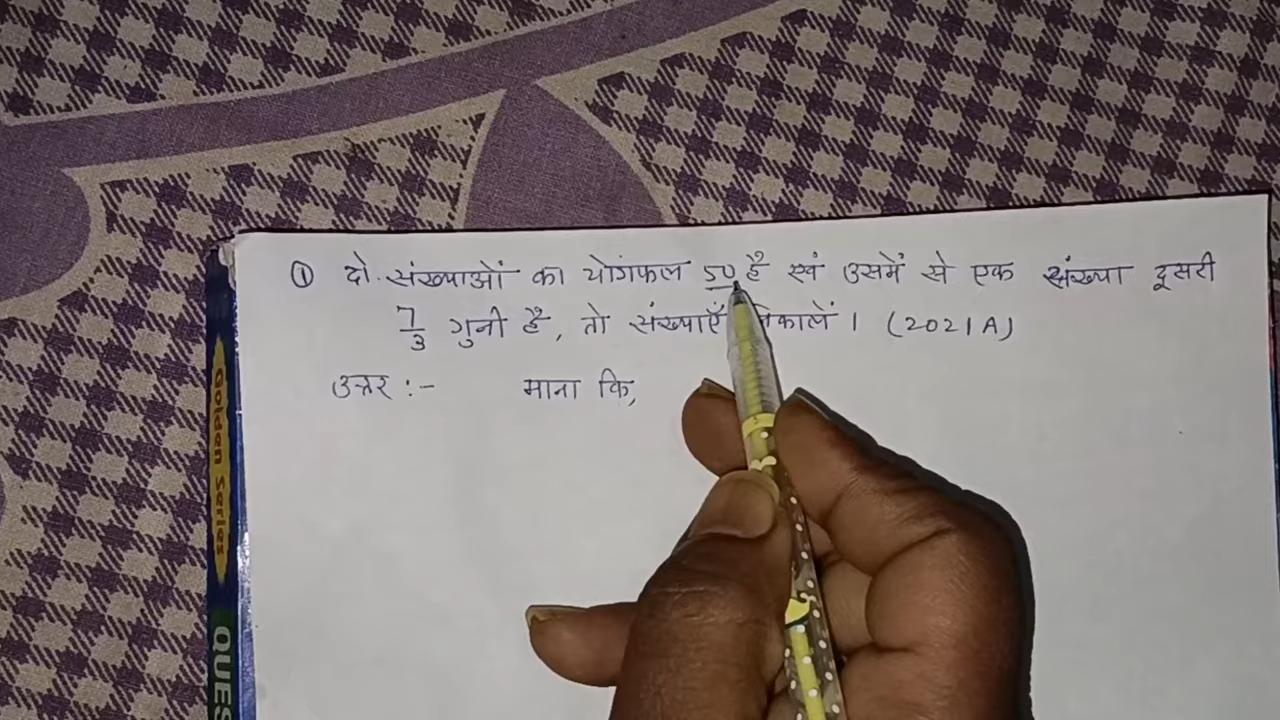 ① दो संख्याओं का योगफल 50 है एवं उसमें से एक संख्या दूसरी
7/3 गुनी है, तो संख्याएँ निकालें । (2021A)
उत्तर :- माना कि,
Golden Series
QUES